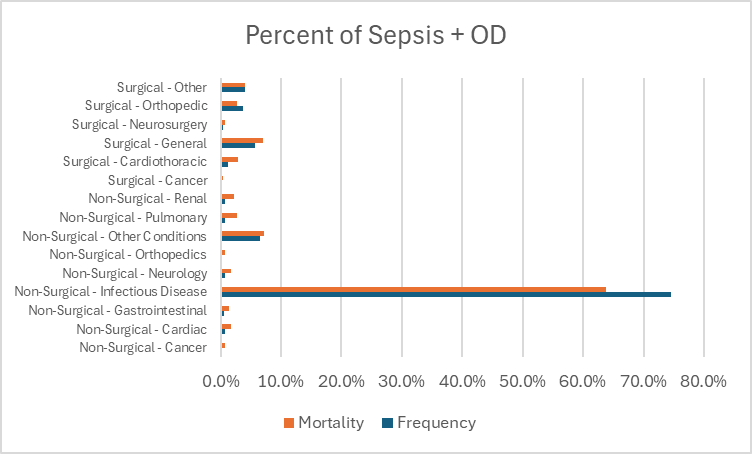 Percent of Sepsis + OD
Surgical - Other
Surgical - Orthopedic
Surgical - Neurosurgery
Surgical - General
Surgical - Cardiothoracic
Surgical - Cancer
Non-Surgical - Renal
Non-Surgical - Pulmonary
Non-Surgical - Other Conditions
Non-Surgical - Orthopedics
Non-Surgical - Neurology
Non-Surgical - Infectious Disease
Non-Surgical - Gastrointestinal
Non-Surgical - Cardiac
Non-Surgical - Cancer
0.0% 10.0% 20.0% 30.0% 40.0% 50.0% 60.0% 70.0% 80.0%
Mortality Frequency